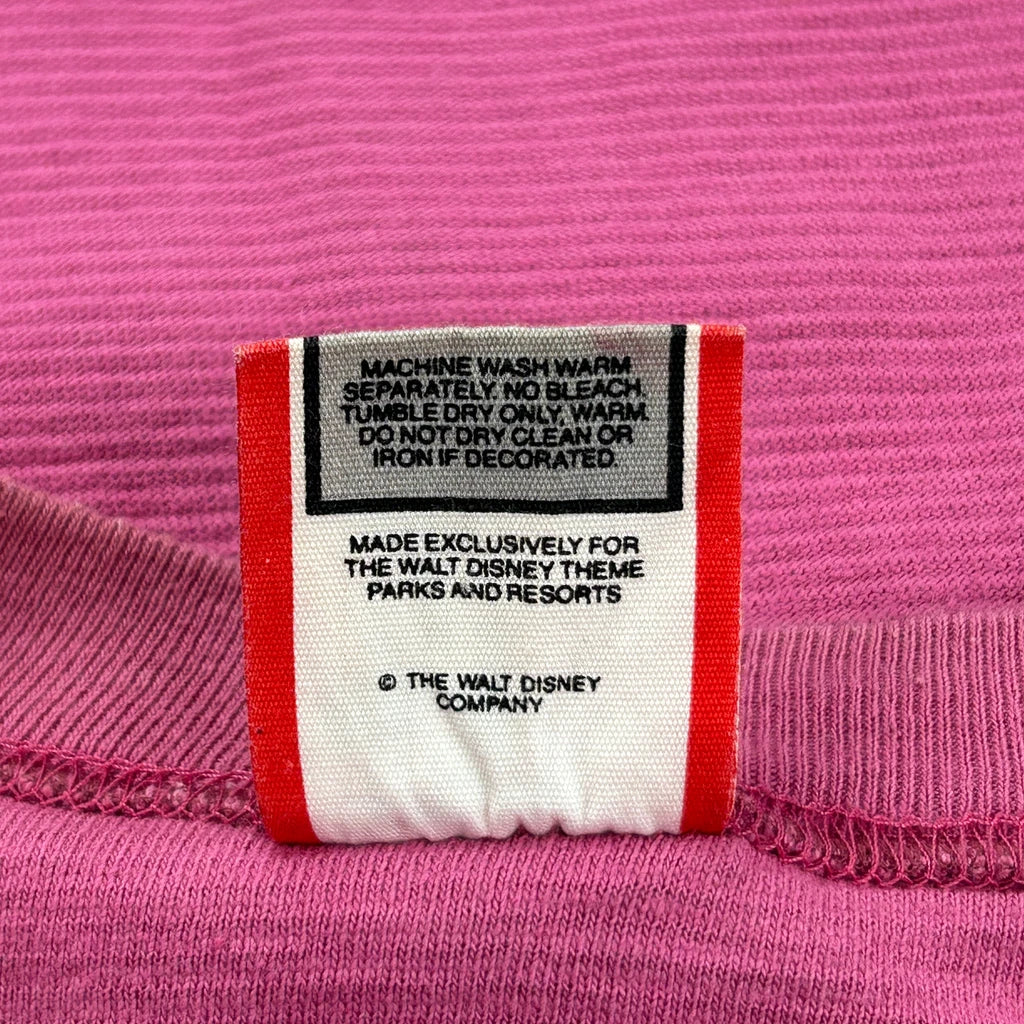 MACHINE WASH WARM
SEPARATELY. NO BLEACH.
TUMBLE DRY ONLY, WARM.
DO NOT DRY CLEAN OR
IRON IF DECORATED.
MADE EXCLUSIVELY FOR
THE WALT DISNEY THEME
PARKS AND RESORTS
© THE WALT DISNEY
COMPANY